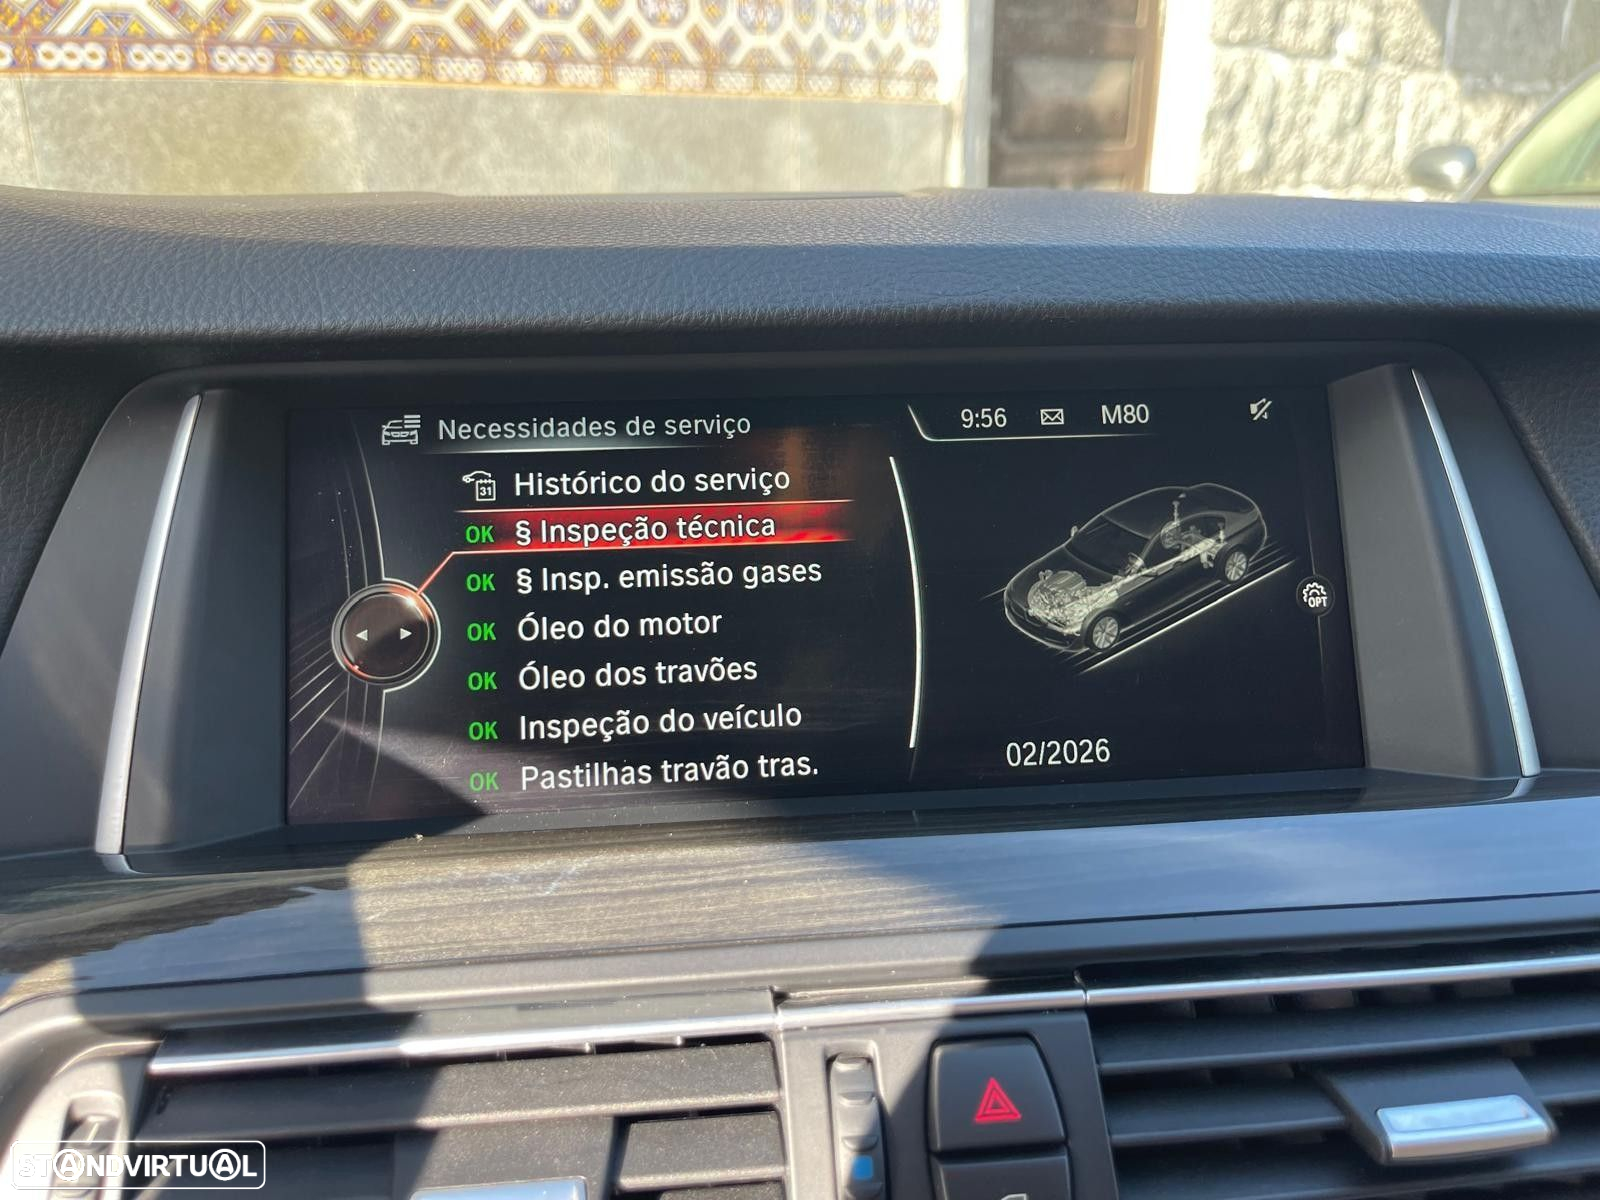 Necessidades de serviço
9:56 M80
Histórico do serviço
31
OK § Inspeção técnica
OK § Insp. emissão gases
OK Óleo do motor
OK Óleo dos travões
OK Inspeção do veículo
OK Pastilhas travão tras.
OPT
02/2026
STANDVIRTUAL